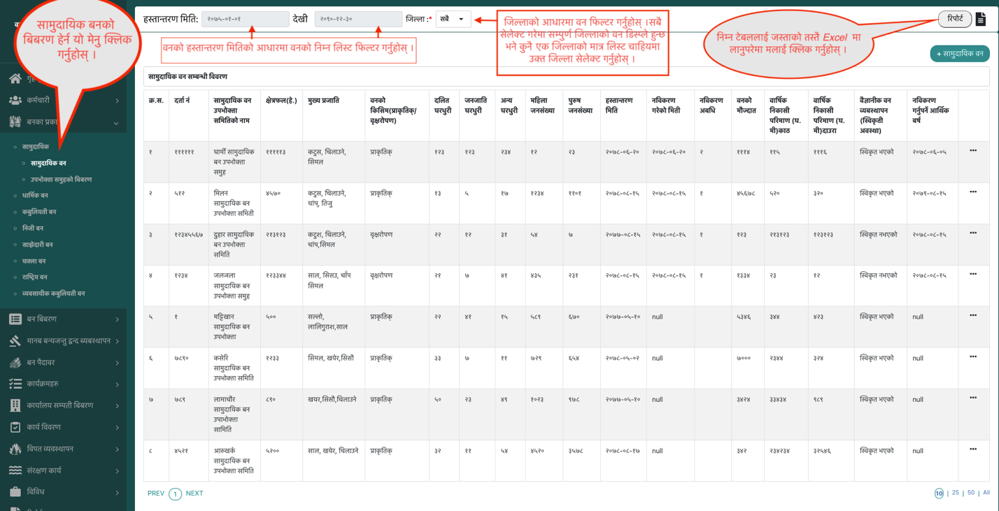 सामुदायिक बनको
बिबरण हेर्न यो मेनु क्लिक
गर्नुहोस् ।
हस्तान्तरण मिति: २०७५-०१-०१ देखी २०९०-१२-३० जिल्ला :* सबै
वनको हस्तान्तरण मितिको आधारमा वनको निम्न लिस्ट फिल्टर गर्नुहोस् ।
जिल्लाको आधारमा वन फिल्टर गर्नुहोस् ।सबै
सेलेक्ट गरेमा सम्पुर्ण जिल्लाको वन डिस्प्ले हुन्छ
भने कुनै एक जिल्लाको मात्र लिस्ट चाहियमा
उक्त जिल्ला सेलेक्ट गर्नुहोस् ।
निम्न टेबललाई जस्ताको तस्तै Excel मा
लानुपरेमा मलाई क्लिक गर्नुहोस् ।
रिपोर्ट
+ सामुदायिक वन
कर्मचारी
सामुदायिक
सामुदायिक बन
उपभोक्ता समुहको बिबरण
धार्मिक बन
कबुलियती बन
निजी बन
साझेदारी बन
चक्ला बन
राष्ट्रिय बन
व्यबसायीक कबुलियती बन
बन बिबरण
मानब बन्यजन्तु द्वन्द ब्यबस्थापन
बन पैदावर
कार्यक्रमहरु
कार्यालय सम्पती बिबरण
कार्य विवरण
विपत व्यवस्थापन
संरक्षण कार्य
विविध
सामुदायिक वन सम्बन्धी बिवरण
क्र.स. दर्ता नं सामुदायिक वन उपभोक्ता समितिको नाम क्षेत्रफल(हे.) मुख्य प्रजाति वनको किसिम(प्राकृतिक/वृक्षरोपण) दलित घरधुरी जनजाति घरधुरी अन्य घरधुरी महिला जनसंख्या पुरुष जनसंख्या हस्तान्तरण मिति नविकरण गरेको मिती नविकरण अबधि वनको मौज्दात वार्षिक निकासी परिमाण (घ.मी)काठ वार्षिक निकासी परिमाण (घ.मी)दाउरा वैज्ञानीक वन व्यबस्थापन (स्विकृती अवस्था) नविकरण गर्नुपर्ने आर्थिक बर्ष
१ ११११११ घार्मी सामुदायिक बन उपभोक्ता समुह १११११३ कटुस, चिलाउने, सिमल प्राकृतिक् १२३ १२३ २३४ १२ २३ २०७८-०६-२० २०७८-०६-२० २ १११४ ११५ १११६ स्विकृत भएको २०७८-०६-०५
२ ५१२ मिलन सामुदायिक बन उपभोक्ता समिती ४५७० कटुस, चिलाउने, चांप, तिजु प्राकृतिक् १३ ५ १७ १२३४ ११०१ २०७८-०८-१५ २०७८-०८-१५ १ ४५६७८ ५२० ३२० स्विकृत भएको २०७९-०८-१५
३ १२३४५५६७ दुहार सामुदायिक बन उपभोक्ता समिति २१३१२३ कटुश, चिलाउने, चांप,सिमल वृक्षरोपण २२ १२ ३१ ५४ ७ २०७७-०८-१५ २०७८-०८-१५ १ १२३ २१३१२३ १२३१२३ स्विकृत नभएको २०७८-०८-१५
४ १२३४ जलजला सामुदायिक बन उपभोक्ता समुह १२३३४४ साल, सिसउ, चाँप सिमल वृक्षरोपण २१ ७ ४१ ४३५ २३१ २०७८-०८-१५ २०७८-०८-१५ १ १३३४ २३ १२ स्विकृत नभएको २०७८-०८-१५
५ १ मट्टिखान सामुदायिक बन उपभोक्ता ५०० सल्लो, लालिगुराश,साल प्राकृतिक् २२ ४१ १५ ५८९ ६७० २०७७-०५-१० null ५३४६ ३४४ ४२३ स्विकृत भएको null
६ ७८९० कसेरि सामुदायिक बन उपभोक्ता समिति १२३३ सिमल, खयेर,सिसौ प्राकृतिक् ३३ ७ ११ ७२९ ६५४ २०७८-०५-०२ null ७००० २३४४ ३२४ स्विकृत भएको null
७ ७८९ लामाचौर सामुदायिक बन उपाभोक्ता सामिति ८९० खयर,सिसौ,चिलाउने प्राकृतिक् ५० २३ ४९ १०२३ ९७८ २०७७-०५-१० null ३४२४ ३३४३४ ९८९ स्विकृत भएको null
८ ४५२१ आरुखर्क सामुदायिक बन उपभोक्ता समिति ५२०० साल, खयेर, चिलाउने प्राकृतिक् ३२ ११ ५४ ४५२० ३५७८ २०७८-०८-१७ null ३४२ २३४२३४ ३२५४६ स्विकृत भएको null
PREV 1 NEXT
10 | 25 | 50 | All